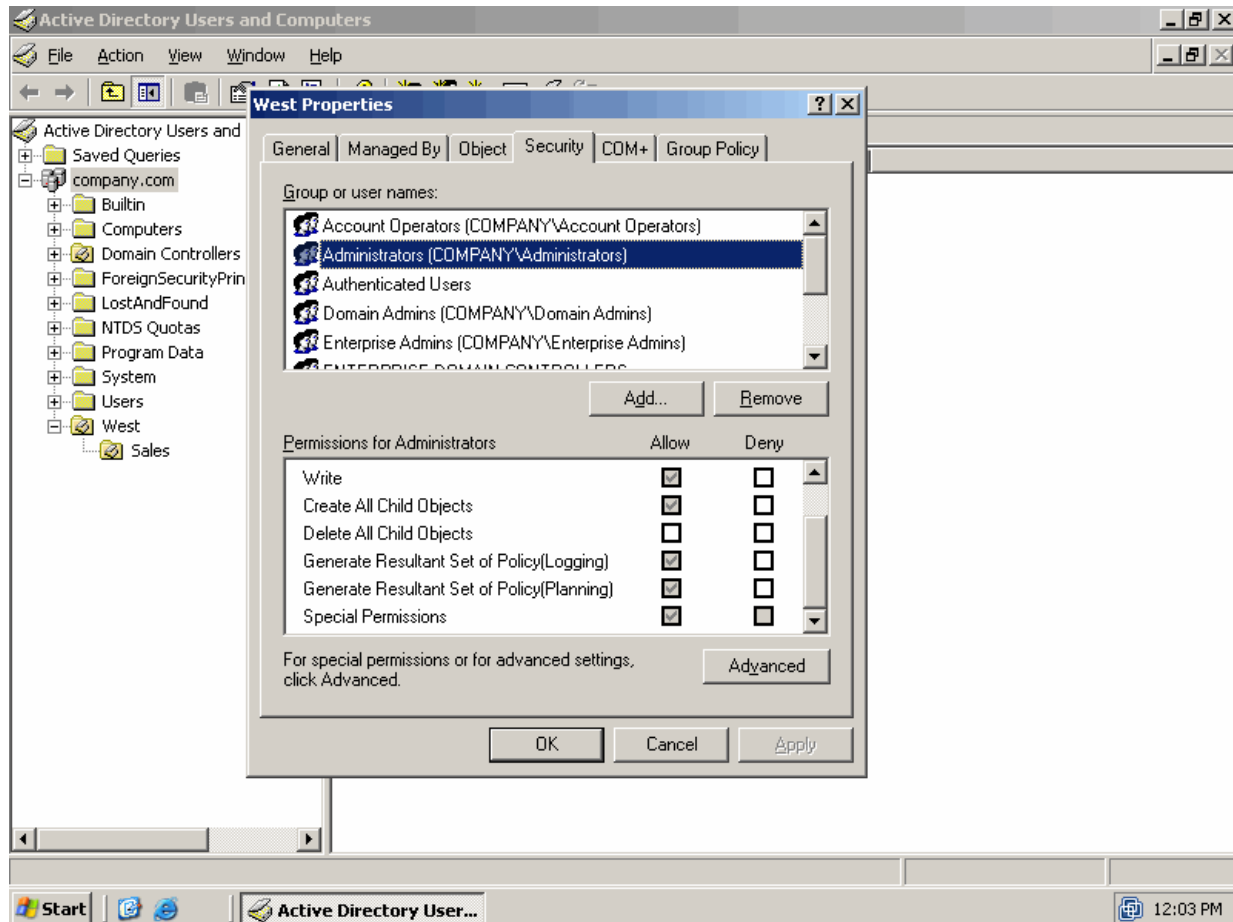 Active Directory Users and Computers
File Action View Window Help
West Properties
Active Directory Users and
Saved Queries
company.com
Builtin
Computers
Domain Controllers
ForeignSecurityPrin
LostAndFound
NTDS Quotas
Program Data
System
Users
West
Sales
General Managed By Object Security COM+ Group Policy
Group or user names:
Account Operators (COMPANY\Account Operators)
Administrators (COMPANY\Administrators)
Authenticated Users
Domain Admins (COMPANY\Domain Admins)
Enterprise Admins (COMPANY\Enterprise Admins)
ENTERPRISE DOMAIN CONTROLLERS
Add... Remove
Permissions for Administrators Allow Deny
Write
Create All Child Objects
Delete All Child Objects
Generate Resultant Set of Policy(Logging)
Generate Resultant Set of Policy(Planning)
Special Permissions
For special permissions or for advanced settings,
click Advanced.
Advanced
OK Cancel Apply
Start Active Directory User... 12:03 PM